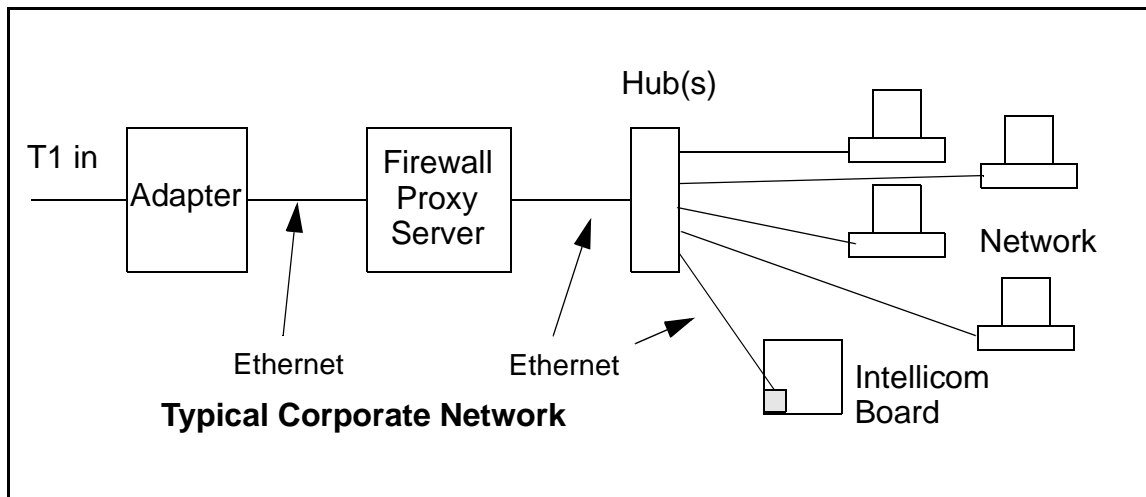 Hub(s)
T1 in
Adapter
Firewall
Proxy
Server
Network
Ethernet
Ethernet
Intellicom
Board
Typical Corporate Network